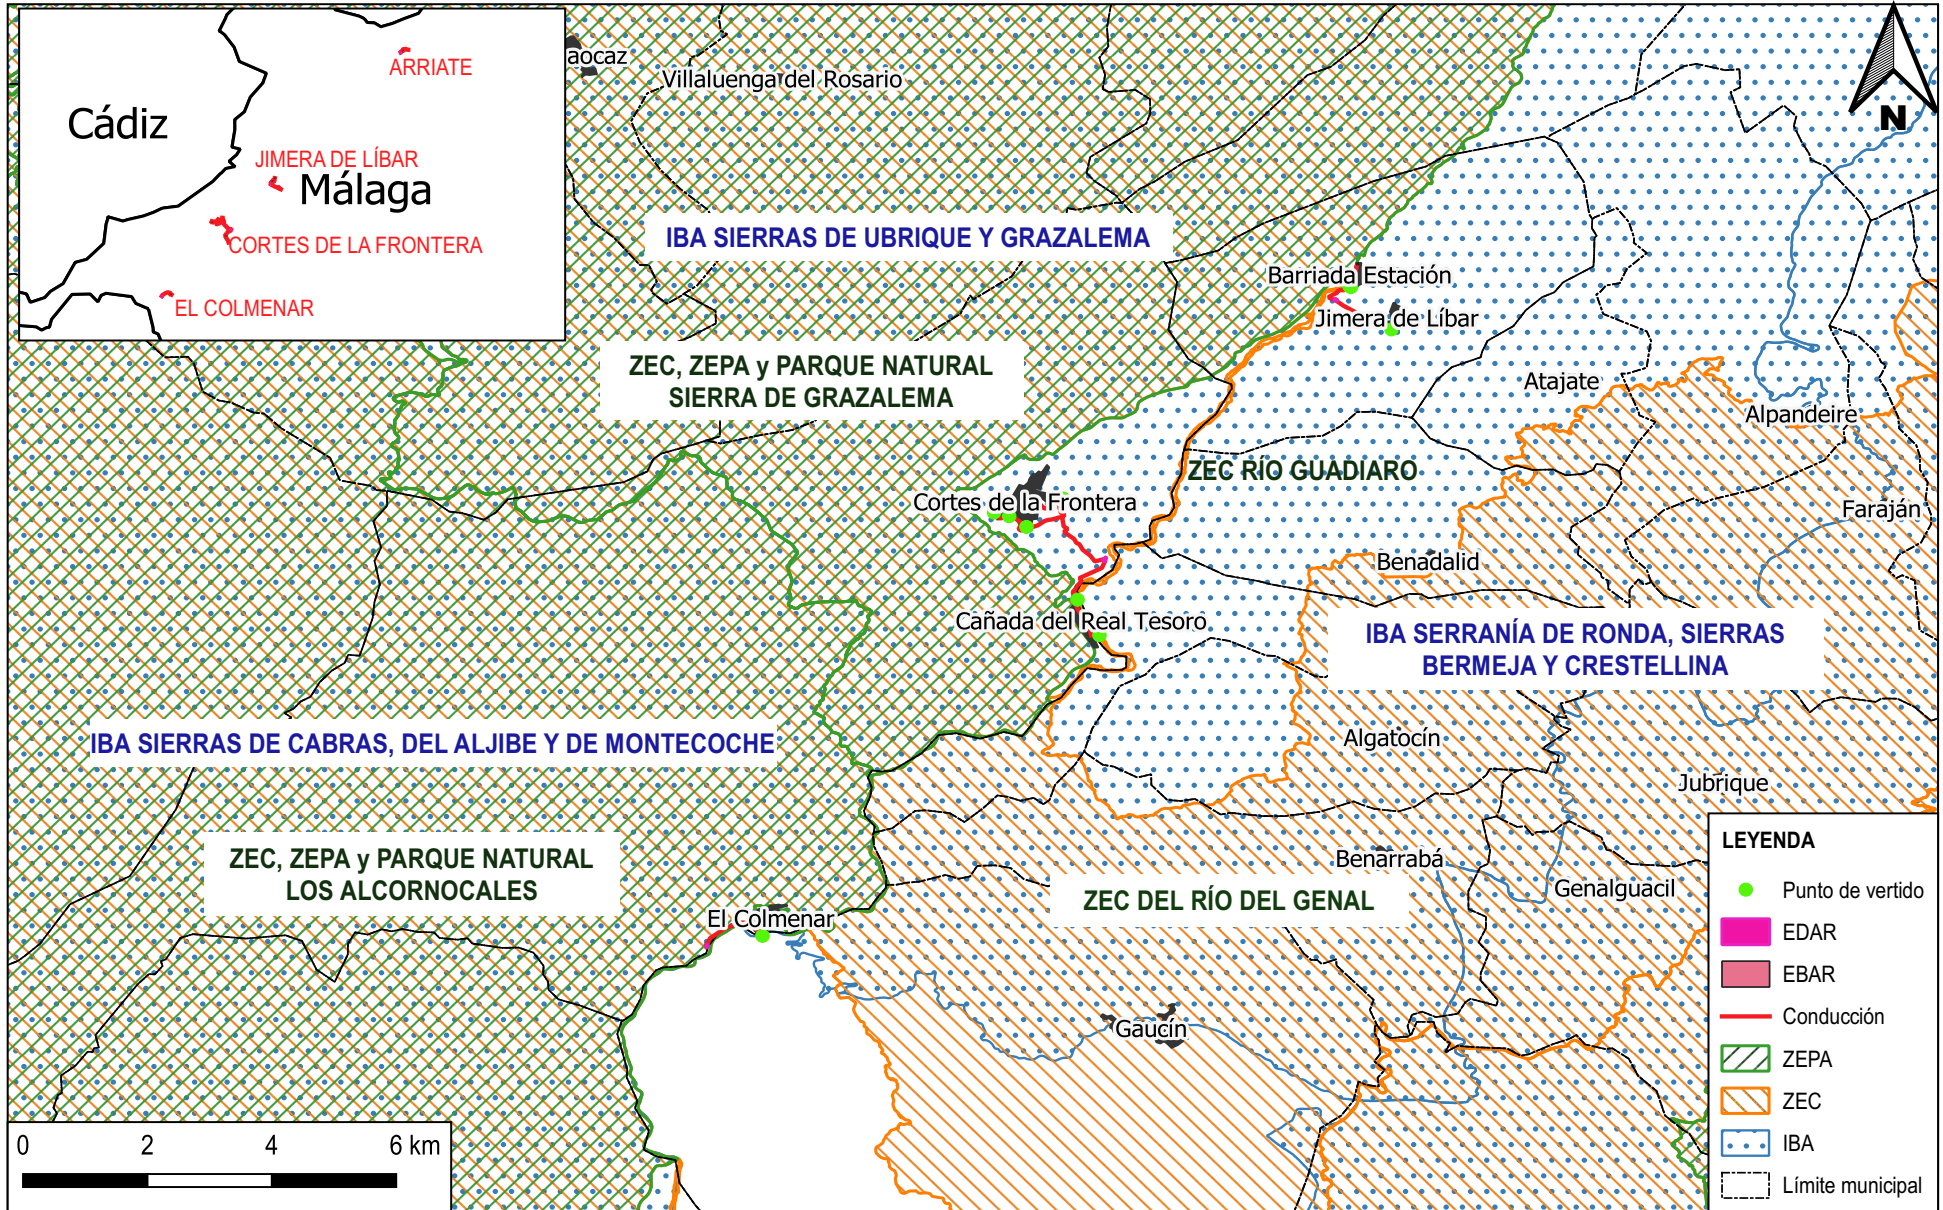 Cádiz
Málaga
ARRIATE
JIMERA DE LÍBAR
CORTES DE LA FRONTERA
EL COLMENAR
aocaz
Villaluenga del Rosario
N
IBA SIERRAS DE UBRIQUE Y GRAZALEMA
Barriada Estación
Jimera de Líbar
ZEC, ZEPA y PARQUE NATURAL
SIERRA DE GRAZALEMA
Atajate
Alpandeire
ZEC RÍO GUADIARO
Cortes de la Frontera
Faraján
Benadalid
Cañada del Real Tesoro
IBA SERRANÍA DE RONDA, SIERRAS
BERMEJA Y CRESTELLINA
IBA SIERRAS DE CABRAS, DEL ALJIBE Y DE MONTECOCHE
Algatocín
Jubrique
ZEC, ZEPA y PARQUE NATURAL
LOS ALCORNOCALES
Benarrabá
Genalguacil
ZEC DEL RÍO DEL GENAL
El Colmenar
Gaucín
0 2 4 6 km
LEYENDA
Punto de vertido
EDAR
EBAR
Conducción
ZEPA
ZEC
IBA
Límite municipal